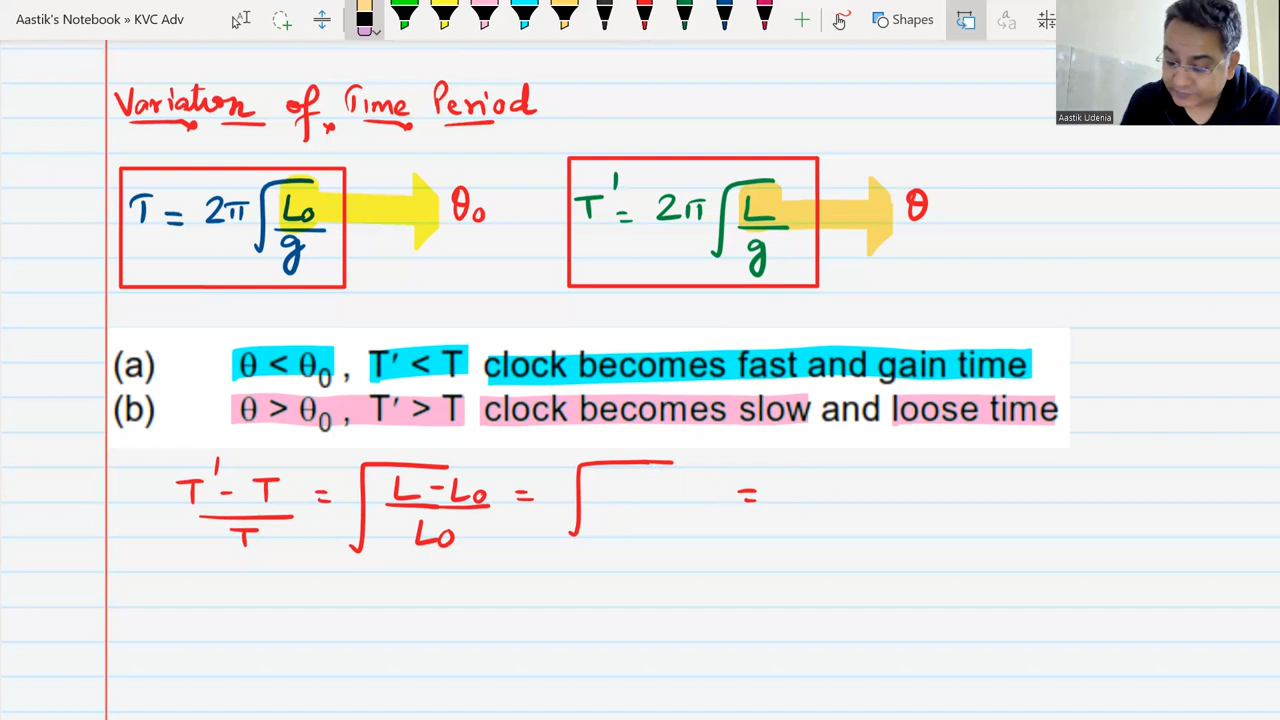 Aastik's Notebook » KVC Adv
Shapes
Aastik Udenia
Variation of Time Period
T = 2π√(L₀/g) θ₀
T' = 2π√(L/g) θ
(a) θ < θ₀ , T′ < T clock becomes fast and gain time
(b) θ > θ₀ , T′ > T clock becomes slow and loose time
(T' - T)/T = √((L - L₀)/L₀) = √ =